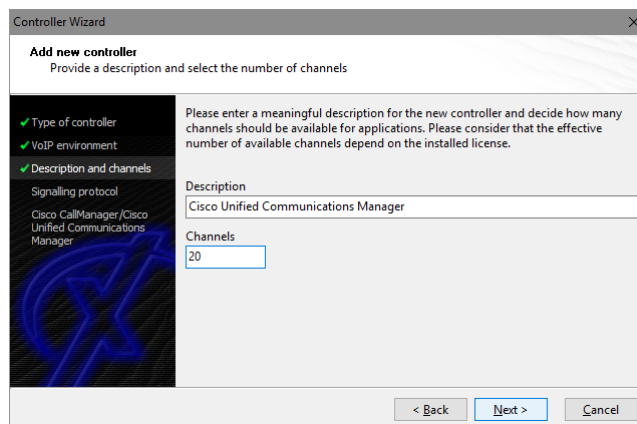 Controller Wizard
Add new controller
Provide a description and select the number of channels
Type of controller
VoIP environment
Description and channels
Signalling protocol
Cisco CallManager/Cisco
Unified Communications
Manager
Please enter a meaningful description for the new controller and decide how many
channels should be available for applications. Please consider that the effective
number of available channels depend on the installed license.
Description
Cisco Unified Communications Manager
Channels
20
< Back
Next >
Cancel